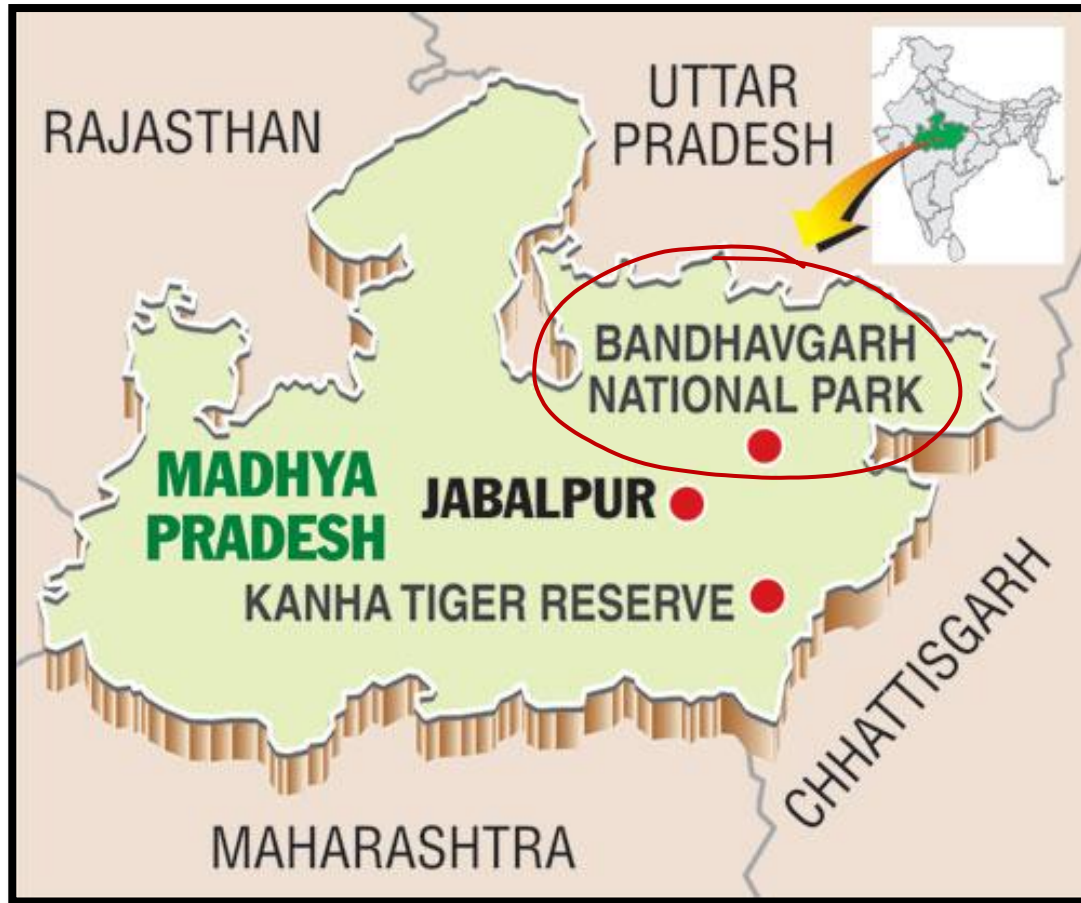 RAJASTHAN
UTTAR
PRADESH
BANDHAVGARH
NATIONAL PARK
MADHYA
PRADESH
JABALPUR
KANHA TIGER RESERVE
CHHATTISGARH
MAHARASHTRA